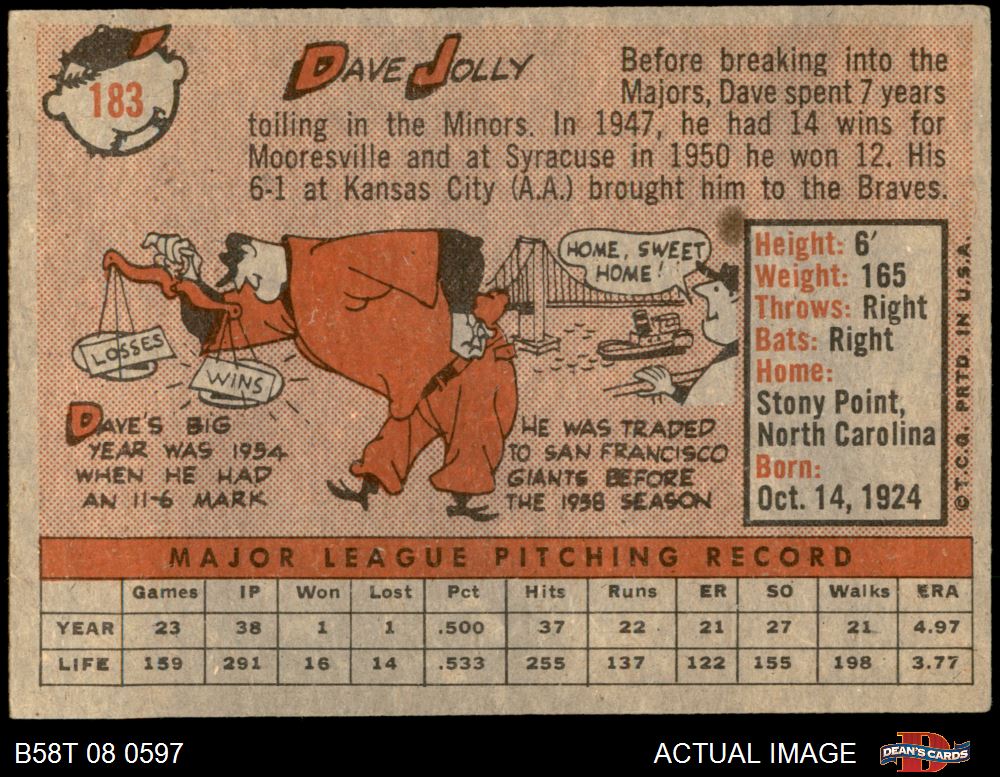 183
DAVE JOLLY
Before breaking into the
Majors, Dave spent 7 years
toiling in the Minors. In 1947, he had 14 wins for
Mooresville and at Syracuse in 1950 he won 12. His
6-1 at Kansas City (A.A.) brought him to the Braves.
LOSSES
WINS
DAVE'S BIG
YEAR WAS 1954
WHEN HE HAD
AN 11-6 MARK
HOME, SWEET
HOME!
HE WAS TRADED
TO SAN FRANCISCO
GIANTS BEFORE
THE 1958 SEASON
Height: 6'
Weight: 165
Throws: Right
Bats: Right
Home:
Stony Point,
North Carolina
Born:
Oct. 14, 1924
© T.C.G. PRTD. IN U.S.A.
MAJOR LEAGUE PITCHING RECORD
Games IP Won Lost Pct Hits Runs ER SO Walks ERA
YEAR 23 38 1 1 .500 37 22 21 27 21 4.97
LIFE 159 291 16 14 .533 255 137 122 155 198 3.77
B58T 08 0597
ACTUAL IMAGE
DEAN'S CARDS